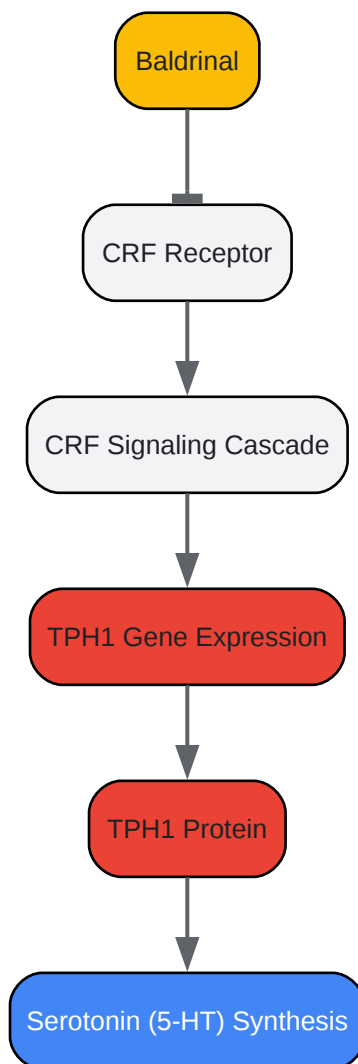 Baldrinal
CRF Receptor
CRF Signaling Cascade
TPH1 Gene Expression
TPH1 Protein
Serotonin (5-HT) Synthesis